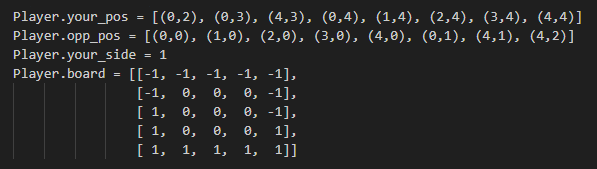 Player.your_pos = [(0,2), (0,3), (4,3), (0,4), (1,4), (2,4), (3,4), (4,4)]
Player.opp_pos = [(0,0), (1,0), (2,0), (3,0), (4,0), (0,1), (4,1), (4,2)]
Player.your_side = 1
Player.board = [[-1, -1, -1, -1, -1],
                [-1,  0,  0,  0, -1],
                [ 1,  0,  0,  0, -1],
                [ 1,  0,  0,  0,  1],
                [ 1,  1,  1,  1,  1]]